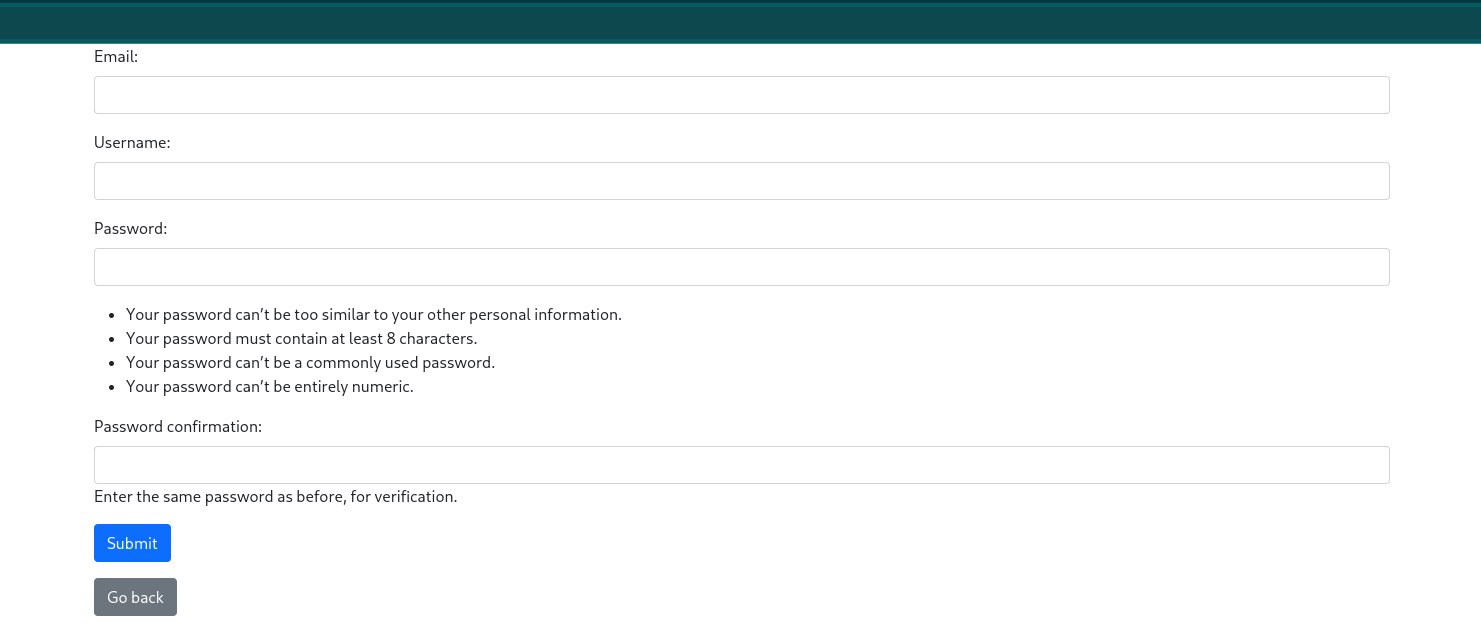 Email:
Username:
Password:
• Your password can’t be too similar to your other personal information.
• Your password must contain at least 8 characters.
• Your password can’t be a commonly used password.
• Your password can’t be entirely numeric.
Password confirmation:
Enter the same password as before, for verification.
Submit
Go back